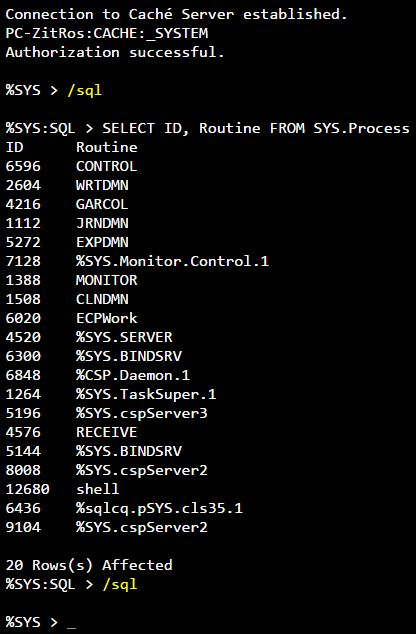 Connection to Caché Server established.
PC-ZitRos:CACHE:_SYSTEM
Authorization successful.
%SYS > /sql
%SYS:SQL > SELECT ID, Routine FROM SYS.Process
ID Routine
6596 CONTROL
2604 WRTDMN
4216 GARCOL
1112 JRNDMN
5272 EXPDMN
7128 %SYS.Monitor.Control.1
1388 MONITOR
1508 CLNDMN
6020 ECPWork
4520 %SYS.SERVER
6300 %SYS.BINDSRV
6848 %CSP.Daemon.1
1264 %SYS.TaskSuper.1
5196 %SYS.cspServer3
4576 RECEIVE
5144 %SYS.BINDSRV
8008 %SYS.cspServer2
12680 shell
6436 %sqlcq.pSYS.cls35.1
9104 %SYS.cspServer2
20 Rows(s) Affected
%SYS:SQL > /sql
%SYS > _